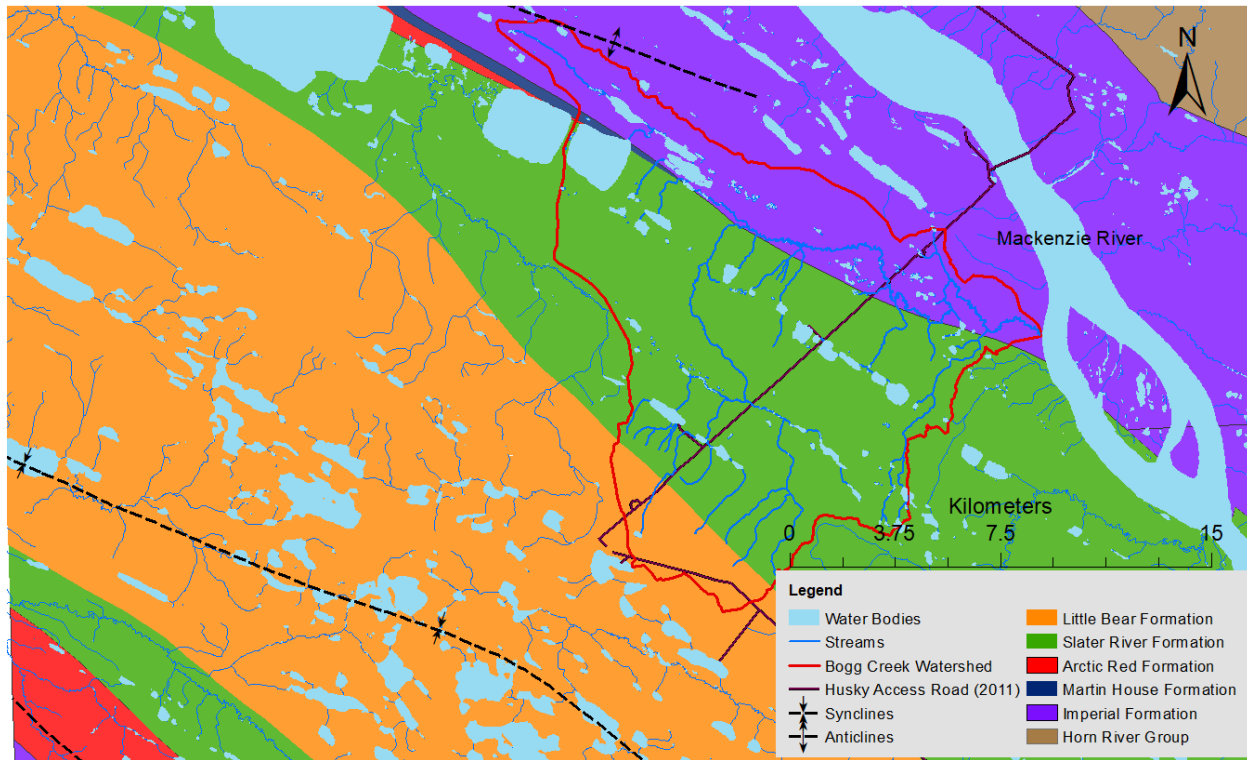 N
Mackenzie River
Kilometers
0 3.75 7.5 15
Legend
Water Bodies
Streams
Bogg Creek Watershed
Husky Access Road (2011)
Synclines
Anticlines
Little Bear Formation
Slater River Formation
Arctic Red Formation
Martin House Formation
Imperial Formation
Horn River Group